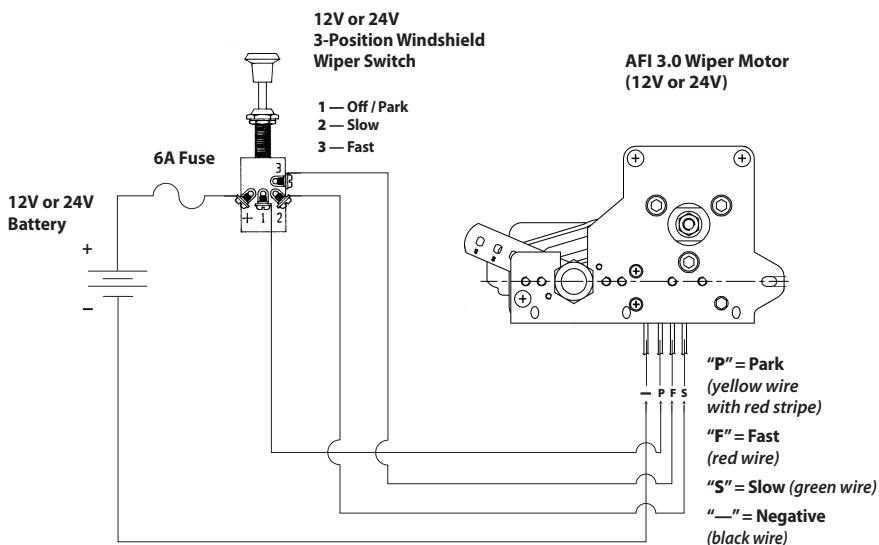 12V or 24V
3-Position Windshield
Wiper Switch
1 — Off / Park
2 — Slow
3 — Fast
AFI 3.0 Wiper Motor
(12V or 24V)
6A Fuse
12V or 24V
Battery
+
–
3
+ 1 2
— P F S
“P” = Park
(yellow wire
with red stripe)
“F” = Fast
(red wire)
“S” = Slow (green wire)
“—” = Negative
(black wire)